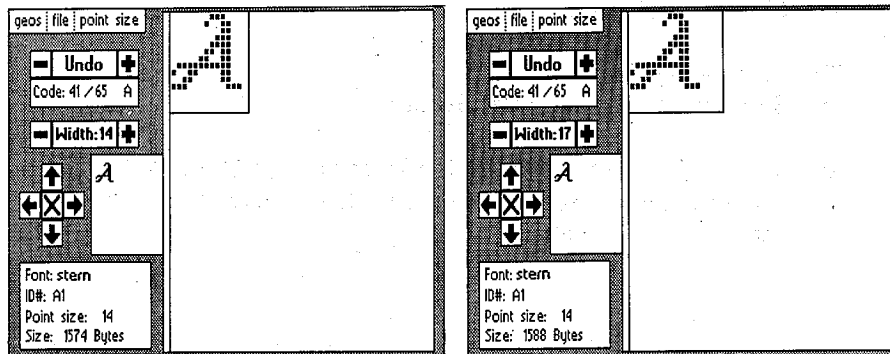 geos file point size
Undo
Code: 41/65 A
Width:14
A
Font: stern
ID#: A1
Point size: 14
Size: 1574 Bytes
geos file point size
Undo
Code: 41/65 A
Width:17
A
Font: stern
ID#: A1
Point size: 14
Size: 1588 Bytes